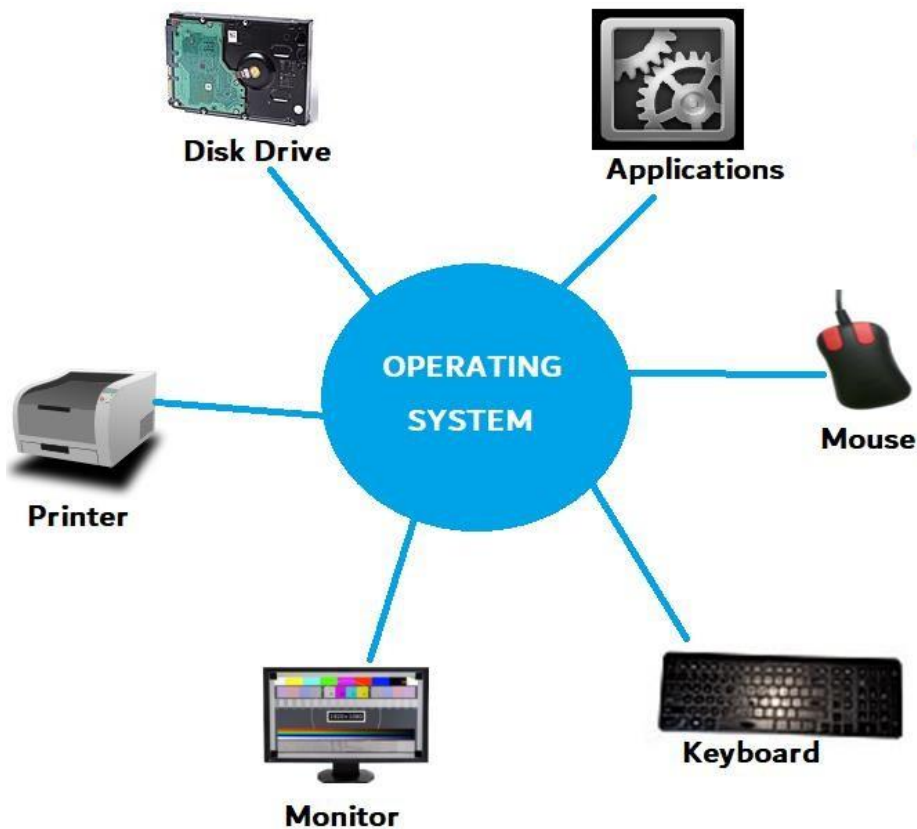 Disk Drive
Applications
OPERATING
SYSTEM
Mouse
Printer
Keyboard
Monitor